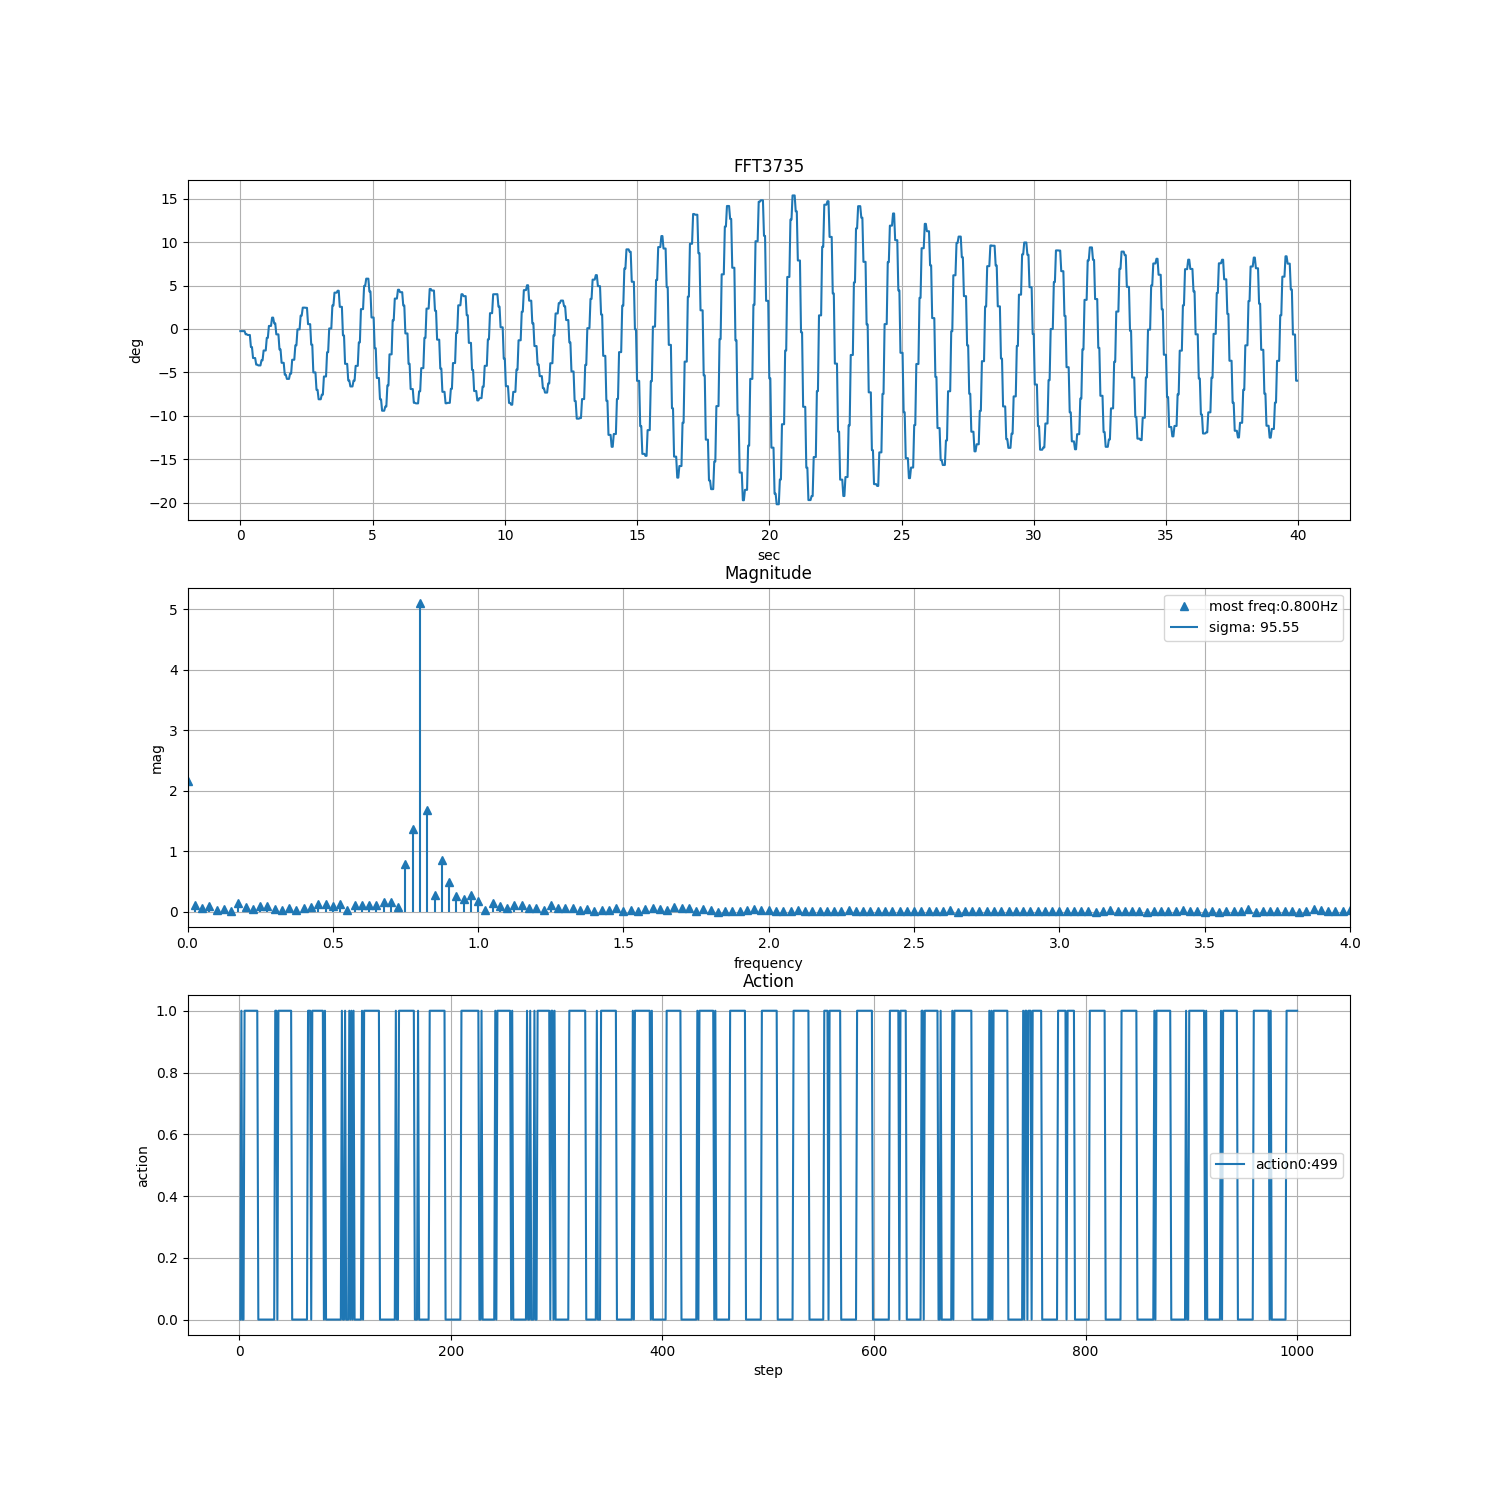 FFT3735
15
10
5
0
−5
−10
−15
−20
deg
0 5 10 15 20 25 30 35 40
sec
Magnitude
5
4
3
2
1
0
mag
most freq:0.800Hz
sigma: 95.55
0.0 0.5 1.0 1.5 2.0 2.5 3.0 3.5 4.0
frequency
Action
1.0
0.8
0.6
0.4
0.2
0.0
action
action0:499
0 200 400 600 800 1000
step